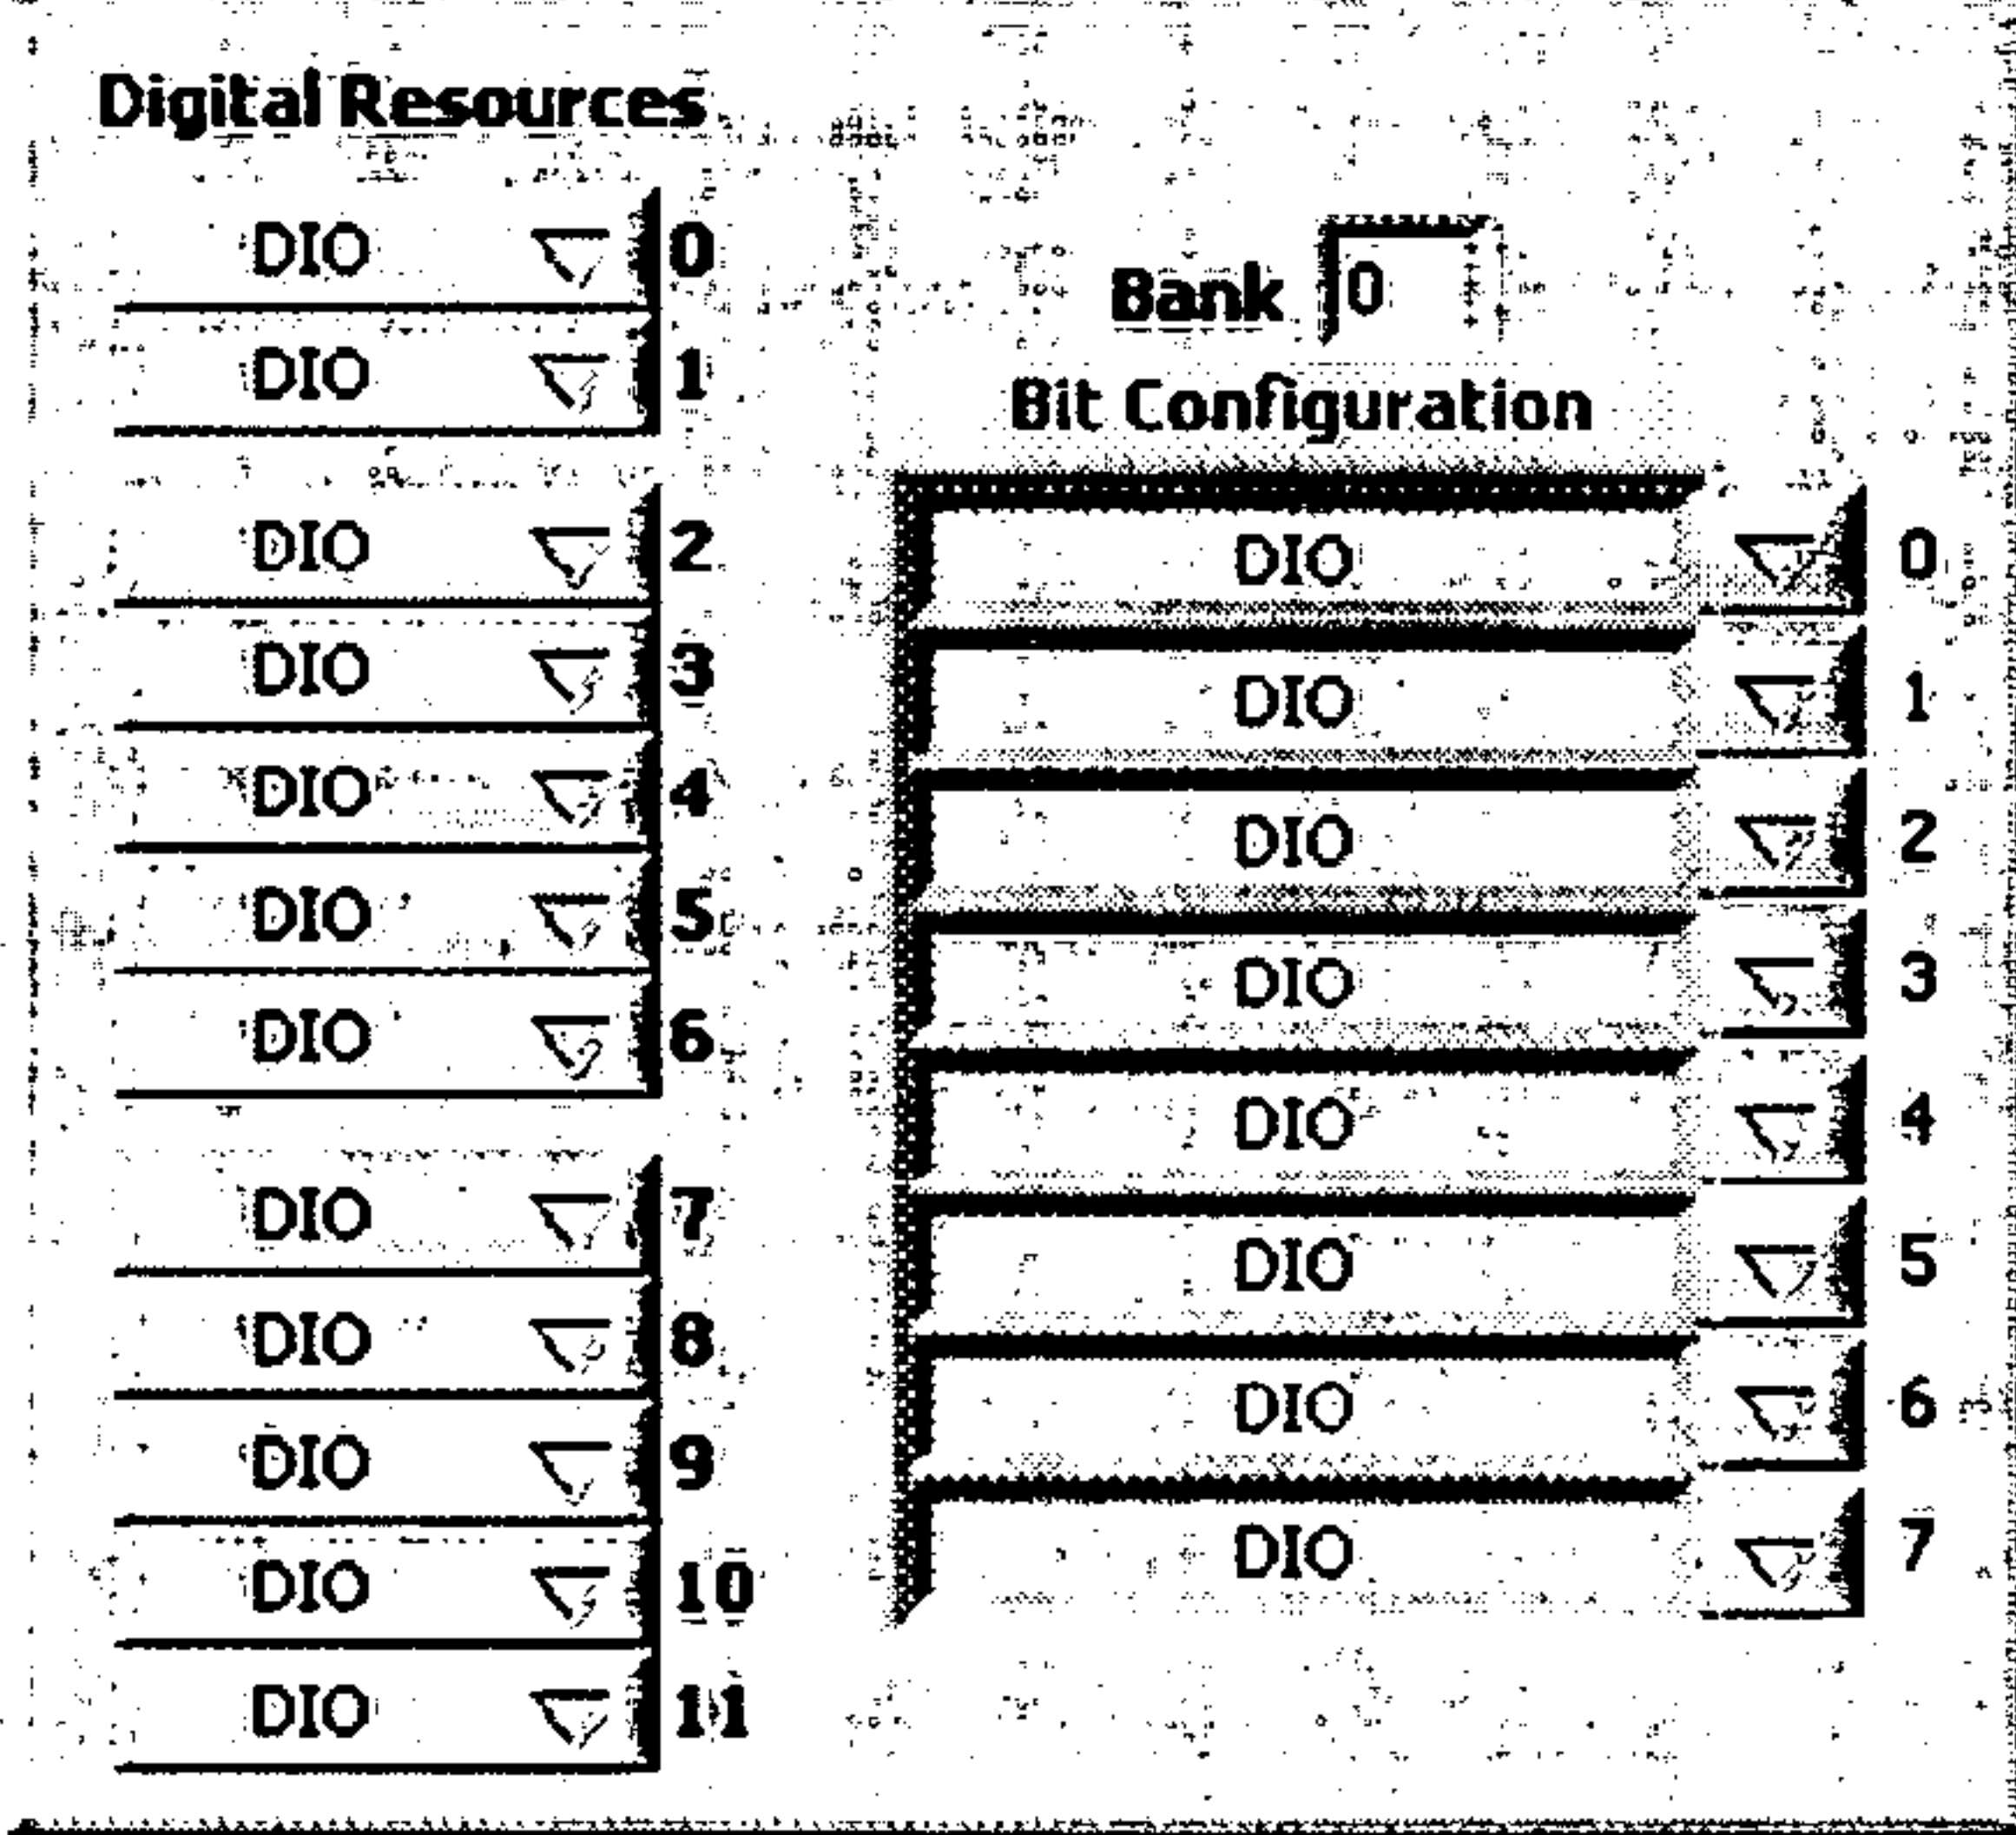 Digital Resources
DIO 0
DIO 1
DIO 2
DIO 3
DIO 4
DIO 5
DIO 6
DIO 7
DIO 8
DIO 9
DIO 10
DIO 11
Bank 0
Bit Configuration
DIO 0
DIO 1
DIO 2
DIO 3
DIO 4
DIO 5
DIO 6
DIO 7